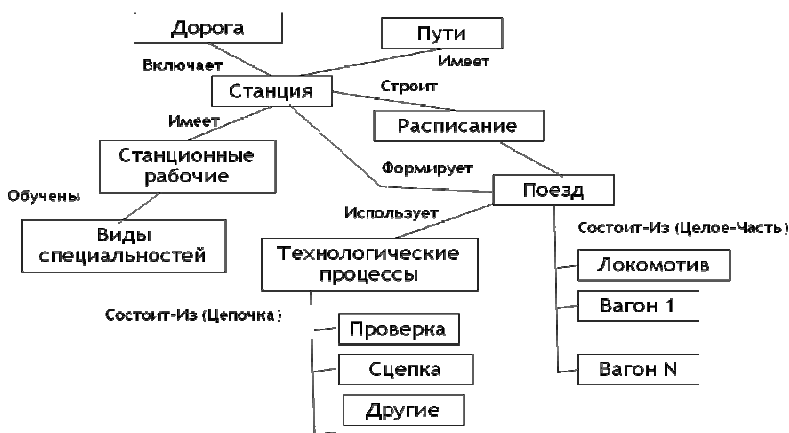 Дорога
Пути
Включает
Имеет
Станция
Строит
Имеет
Расписание
Станционные
рабочие
Формирует
Поезд
Обучены
Использует
Виды
специальностей
Состоит-Из (Целое-Часть)
Технологические
процессы
Локомотив
Вагон 1
Состоит-Из (Цепочка)
Проверка
Сцепка
Вагон N
Другие